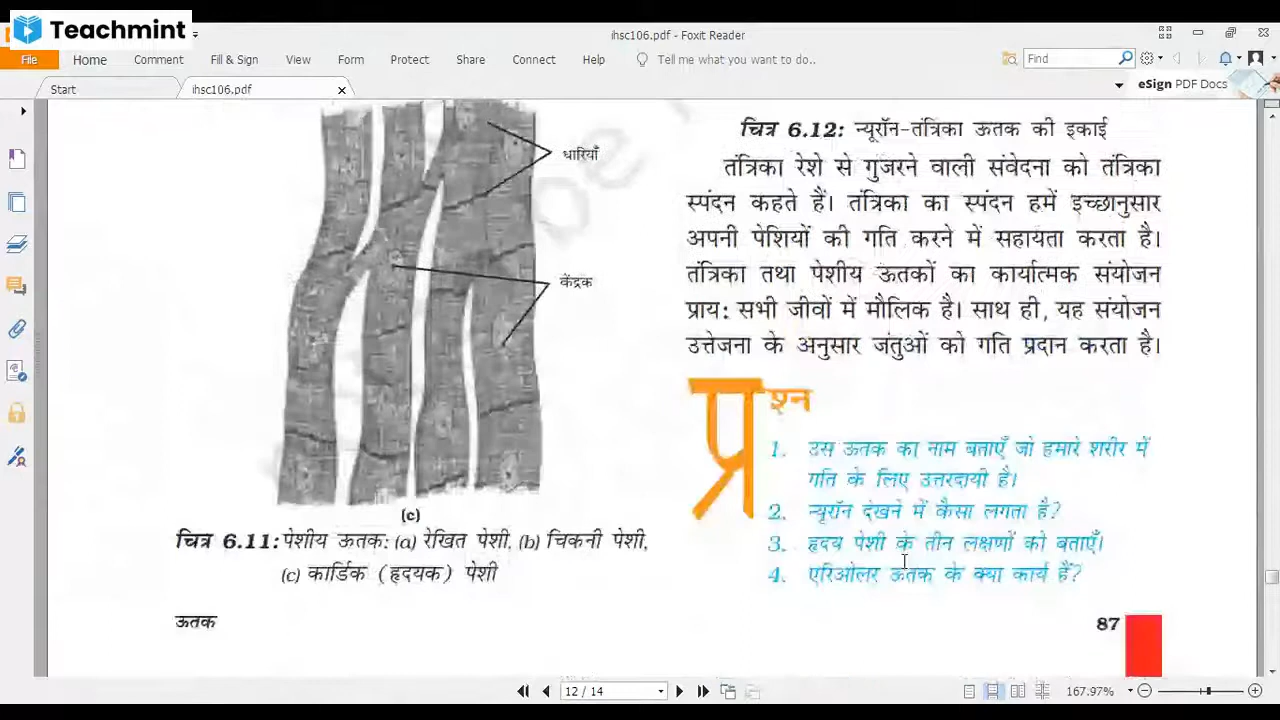 Teachmint
ihsc106.pdf - Foxit Reader
File Home Comment Fill & Sign View Form Protect Share Connect Help Tell me what you want to do.. Find
Start ihsc106.pdf eSign PDF Docs
धारियाँ
केंद्रक
(c)
चित्र 6.11: पेशीय ऊतक: (a) रेखित पेशी, (b) चिकनी पेशी,
(c) कार्डिक (हृदयक) पेशी
चित्र 6.12: न्यूरॉन-तंत्रिका ऊतक की इकाई
तंत्रिका रेशे से गुजरने वाली संवेदना को तंत्रिका
स्पंदन कहते हैं। तंत्रिका का स्पंदन हमें इच्छानुसार
अपनी पेशियों की गति करने में सहायता करता है।
तंत्रिका तथा पेशीय ऊतकों का कार्यात्मक संयोजन
प्राय: सभी जीवों में मौलिक है। साथ ही, यह संयोजन
उत्तेजना के अनुसार जंतुओं को गति प्रदान करता है।
प्रश्न
1. उस ऊतक का नाम बताएँ जो हमारे शरीर में
गति के लिए उत्तरदायी है।
2. न्यूरॉन देखने में कैसा लगता है?
3. हृदय पेशी के तीन लक्षणों को बताएँ।
4. एरिओलर ऊतक के क्या कार्य हैं?
ऊतक
87
12 / 14 167.97%